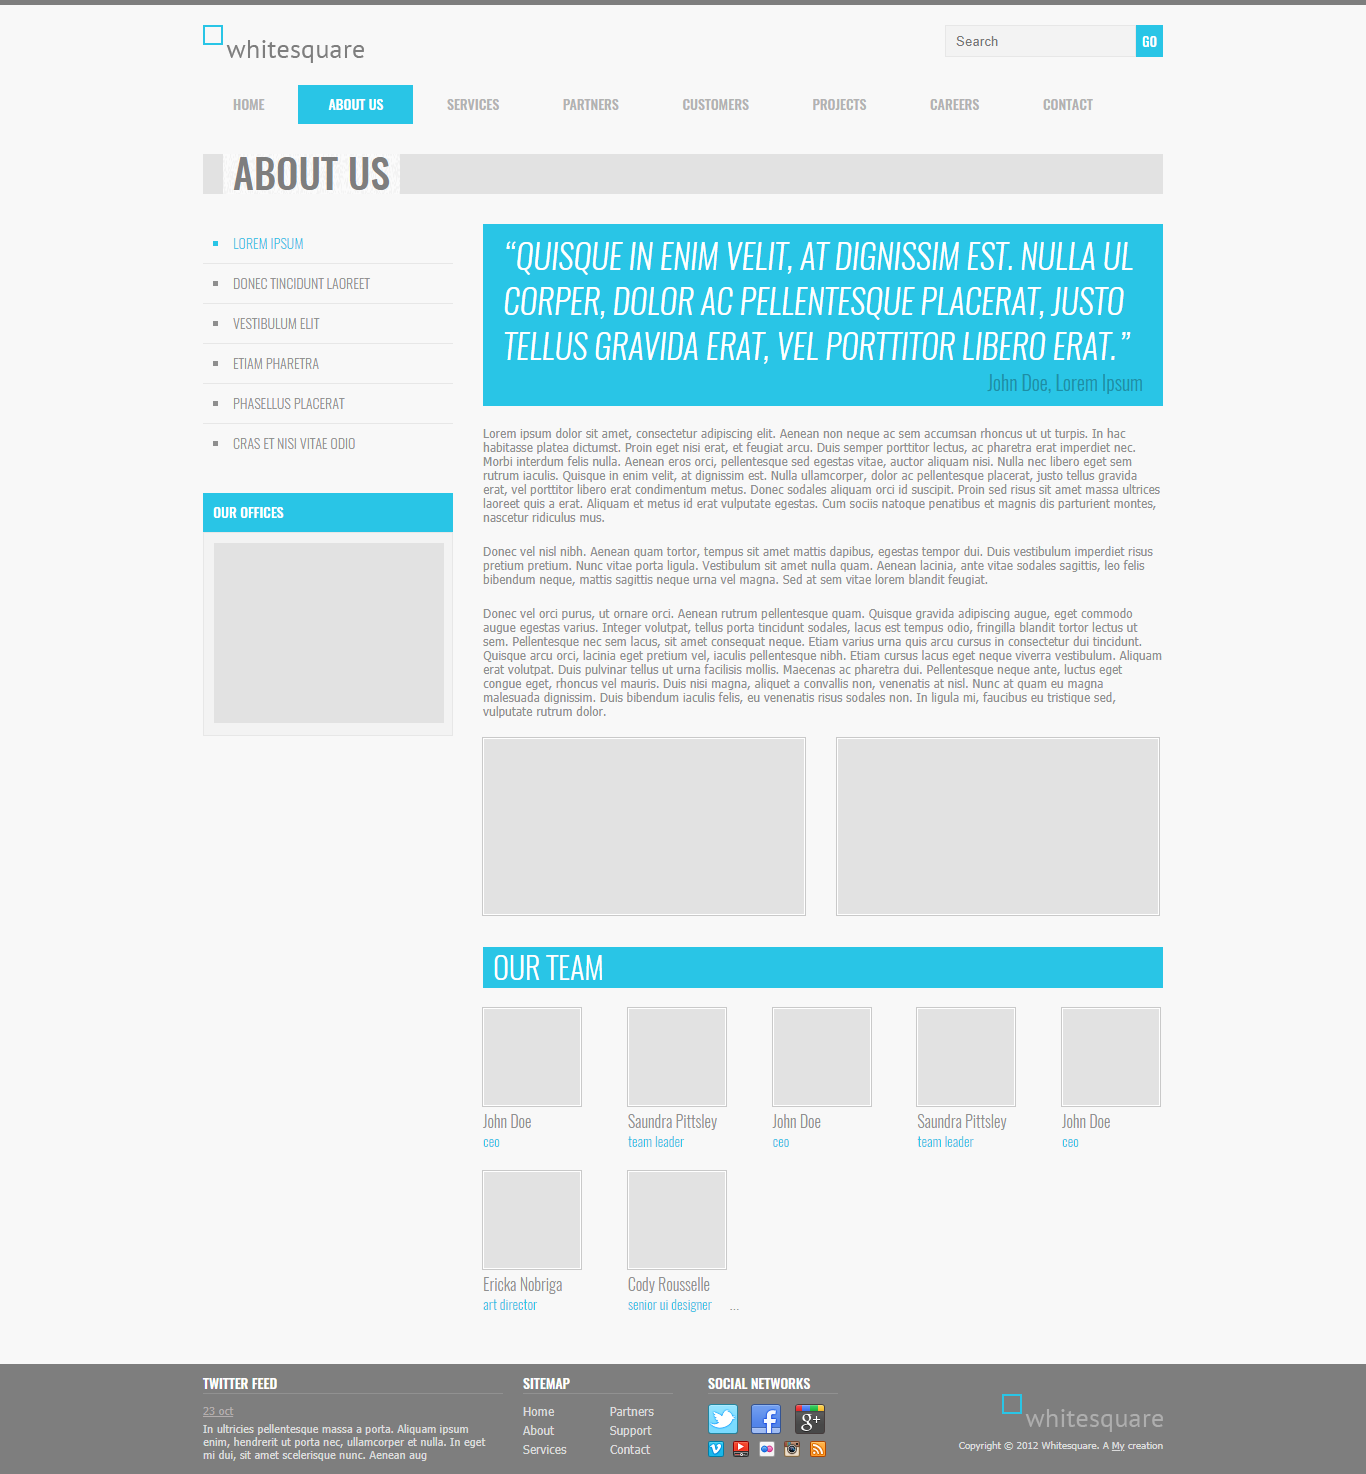 whitesquare
Search
GO
HOME ABOUT US SERVICES PARTNERS CUSTOMERS PROJECTS CAREERS CONTACT
ABOUT US
LOREM IPSUM
DONEC TINCIDUNT LAOREET
VESTIBULUM ELIT
ETIAM PHARETRA
PHASELLUS PLACERAT
CRAS ET NISI VITAE ODIO
OUR OFFICES
“QUISQUE IN ENIM VELIT, AT DIGNISSIM EST. NULLA UL
CORPER, DOLOR AC PELLENTESQUE PLACERAT, JUSTO
TELLUS GRAVIDA ERAT, VEL PORTTITOR LIBERO ERAT.”
John Doe, Lorem Ipsum
Lorem ipsum dolor sit amet, consectetur adipiscing elit. Aenean non neque ac sem accumsan rhoncus ut ut turpis. In hac
habitasse platea dictumst. Proin eget nisi erat, et feugiat arcu. Duis semper porttitor lectus, ac pharetra erat imperdiet nec.
Morbi interdum felis nulla. Aenean eros orci, pellentesque sed egestas vitae, auctor aliquam nisi. Nulla nec libero eget sem
rutrum iaculis. Quisque in enim velit, at dignissim est. Nulla ullamcorper, dolor ac pellentesque placerat, justo tellus gravida
erat, vel porttitor libero erat condimentum metus. Donec sodales aliquam orci id suscipit. Proin sed risus sit amet massa ultrices
laoreet quis a erat. Aliquam et metus id erat vulputate egestas. Cum sociis natoque penatibus et magnis dis parturient montes,
nascetur ridiculus mus.
Donec vel nisl nibh. Aenean quam tortor, tempus sit amet mattis dapibus, egestas tempor dui. Duis vestibulum imperdiet risus
pretium pretium. Nunc vitae porta ligula. Vestibulum sit amet nulla quam. Aenean lacinia, ante vitae sodales sagittis, leo felis
bibendum neque, mattis sagittis neque urna vel magna. Sed at sem vitae lorem blandit feugiat.
Donec vel orci purus, ut ornare orci. Aenean rutrum pellentesque quam. Quisque gravida adipiscing augue, eget commodo
augue egestas varius. Integer volutpat, tellus porta tincidunt sodales, lacus est tempus odio, fringilla blandit tortor lectus ut
sem. Pellentesque nec sem lacus, sit amet consequat neque. Etiam varius urna quis arcu cursus in consectetur dui tincidunt.
Quisque arcu orci, lacinia eget pretium vel, iaculis pellentesque nibh. Etiam cursus lacus eget neque viverra vestibulum. Aliquam
erat volutpat. Duis pulvinar tellus ut urna facilisis mollis. Maecenas ac pharetra dui. Pellentesque neque ante, luctus eget
congue eget, rhoncus vel mauris. Duis nisi magna, aliquet a convallis non, venenatis at nisl. Nunc at quam eu magna
malesuada dignissim. Duis bibendum iaculis felis, eu venenatis risus sodales non. In ligula mi, faucibus eu tristique sed,
vulputate rutrum dolor.
OUR TEAM
John Doe Saundra Pittsley John Doe Saundra Pittsley John Doe
ceo team leader ceo team leader ceo
Ericka Nobriga Cody Rousselle
art director senior ui designer ...
TWITTER FEED
23 oct
In ultricies pellentesque massa a porta. Aliquam ipsum
enim, hendrerit ut porta nec, ullamcorper et nulla. In eget
mi dui, sit amet scelerisque nunc. Aenean aug
SITEMAP
Home Partners
About Support
Services Contact
SOCIAL NETWORKS
whitesquare
Copyright © 2012 Whitesquare. A My creation